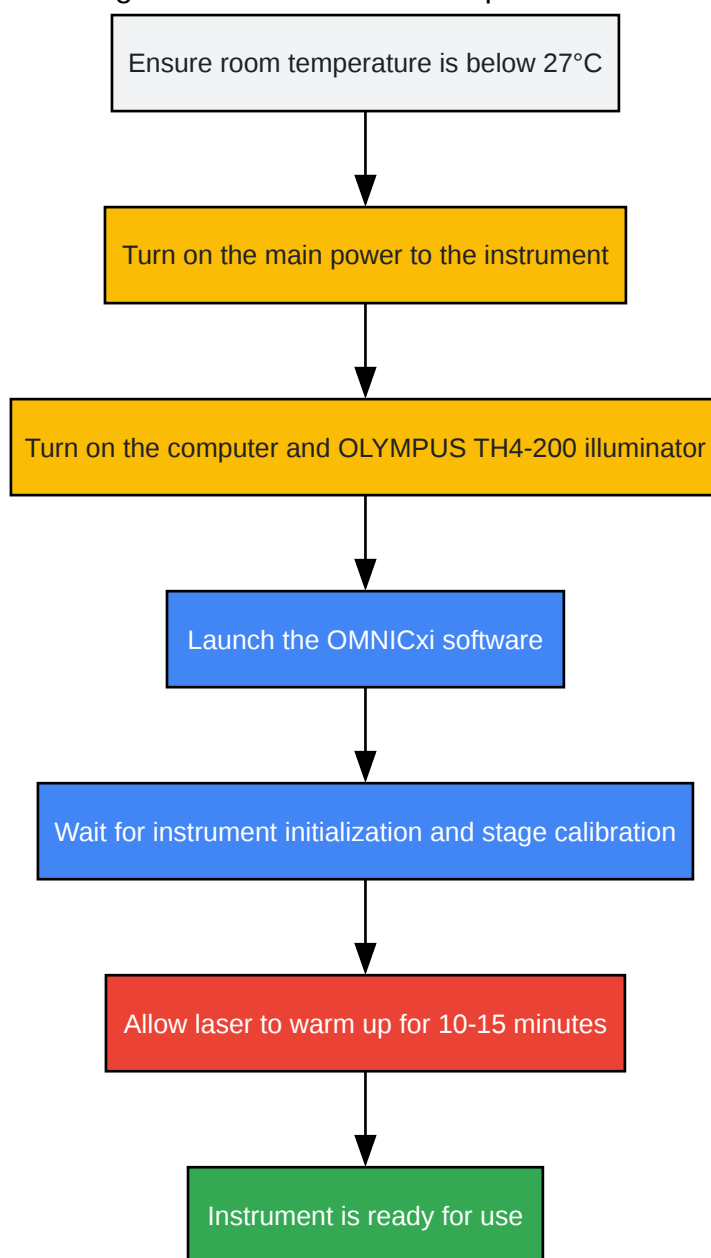 Ensure room temperature is below 27°C
Turn on the main power to the instrument
Turn on the computer and OLYMPUS TH4-200 illuminator
Launch the OMNICxi software
Wait for instrument initialization and stage calibration
Allow laser to warm up for 10-15 minutes
Instrument is ready for use